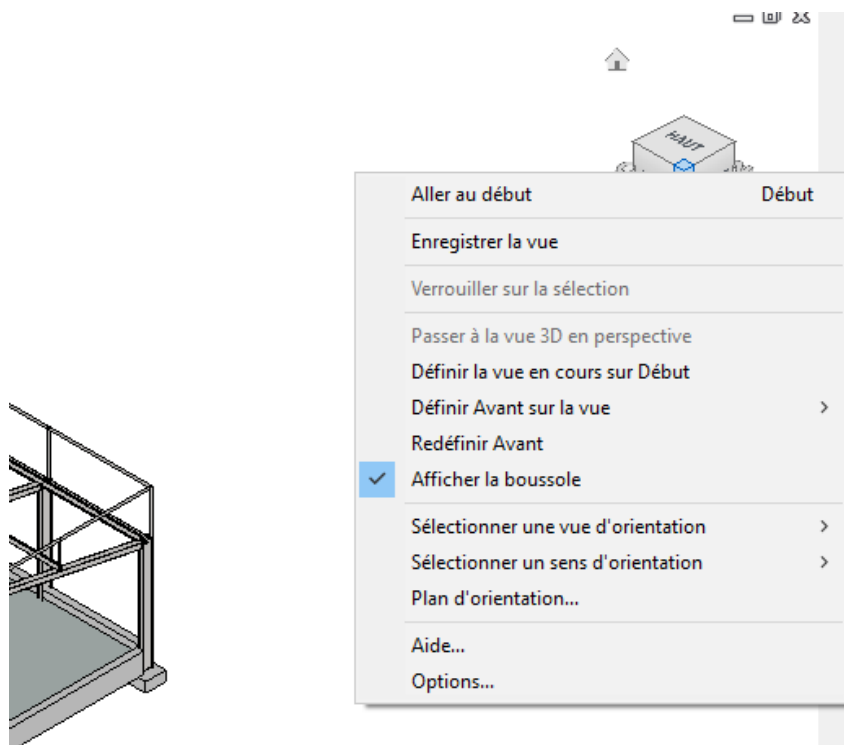 HAUT
Aller au début Début
Enregistrer la vue
Verrouiller sur la sélection
Passer à la vue 3D en perspective
Définir la vue en cours sur Début
Définir Avant sur la vue
Redéfinir Avant
Afficher la boussole
Sélectionner une vue d'orientation
Sélectionner un sens d'orientation
Plan d'orientation...
Aide...
Options...